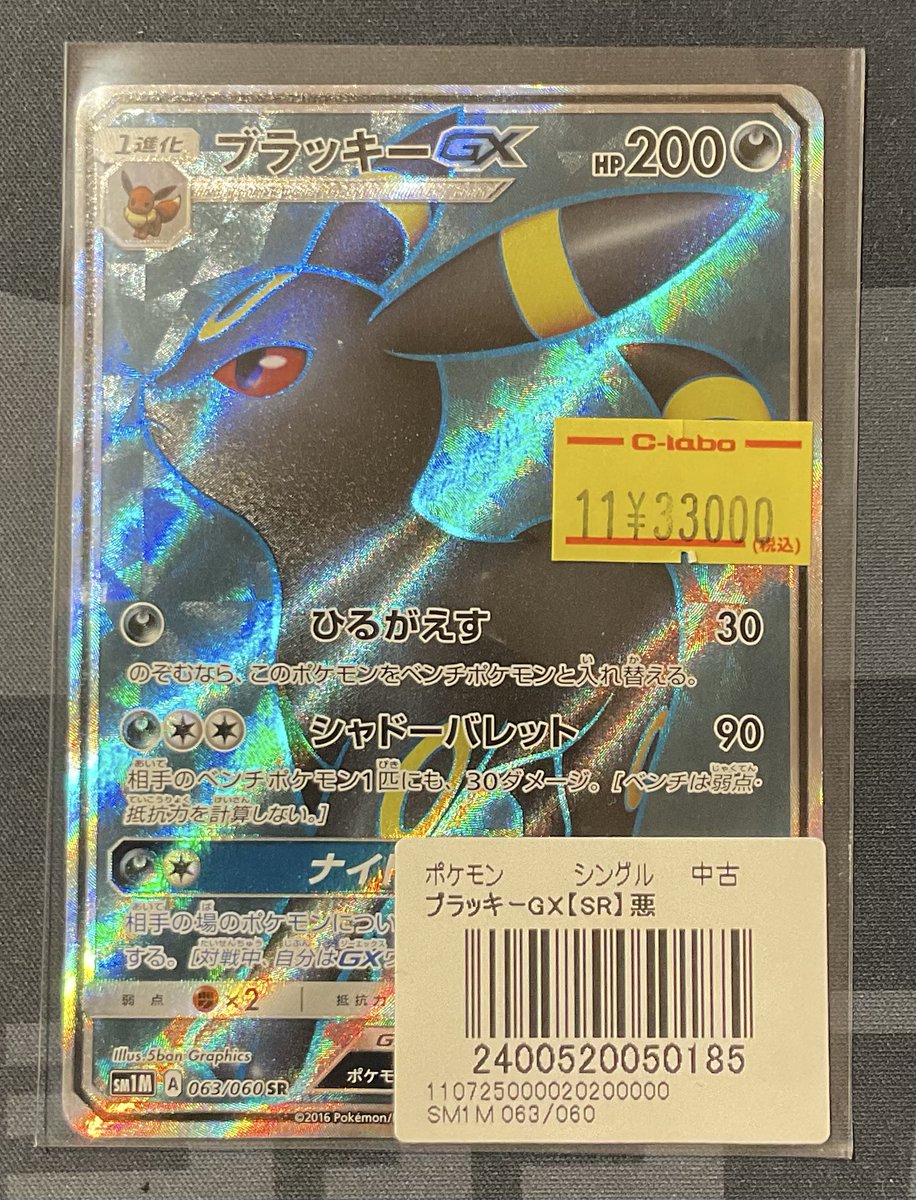 1進化 ブラッキーGX HP200
C-labo
11¥33000
(税込)
ひるがえす 30
のぞむなら、このポケモンをベンチポケモンと入れ替える。
シャドーバレット 90
相手のベンチポケモン1匹にも、30ダメージ。[ベンチは弱点・
抵抗力を計算しない。]
ナイト
相手の場のポケモンについ
する。[対戦中、自分はGXワ
弱点 ×2 抵抗力
Illus. 5ban Graphics
G
ポケモ
SM1M A 063/060 SR
©2016 Pokémon/
ポケモン シングル 中古
ブラッキーGX【SR】悪
2400520050185
110725000020200000
SM1M 063/060